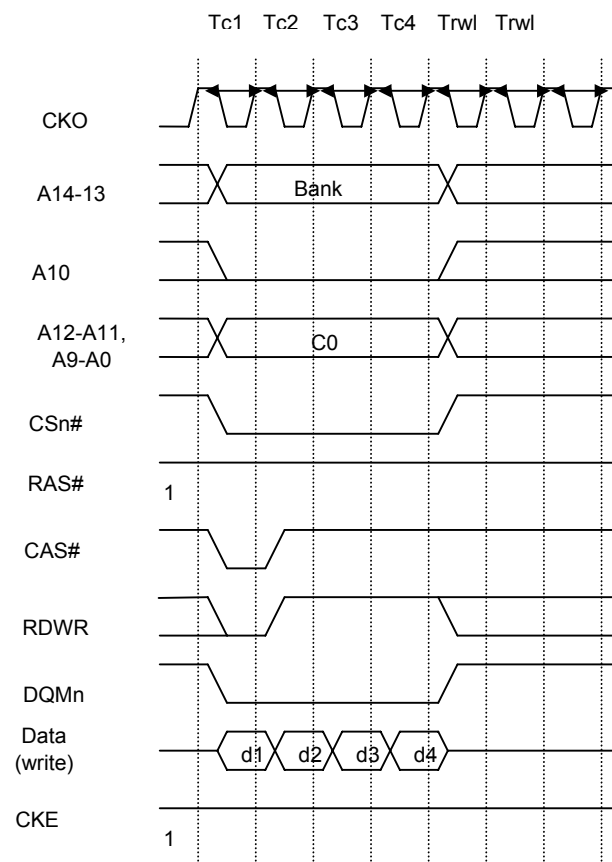 Tc1 Tc2 Tc3 Tc4 Trwl Trwl
CKO
A14-13 Bank
A10
A12-A11,
A9-A0
C0
CSn#
RAS#
1
CAS#
RDWR
DQMn
Data
(write)
d1 d2 d3 d4
CKE
1